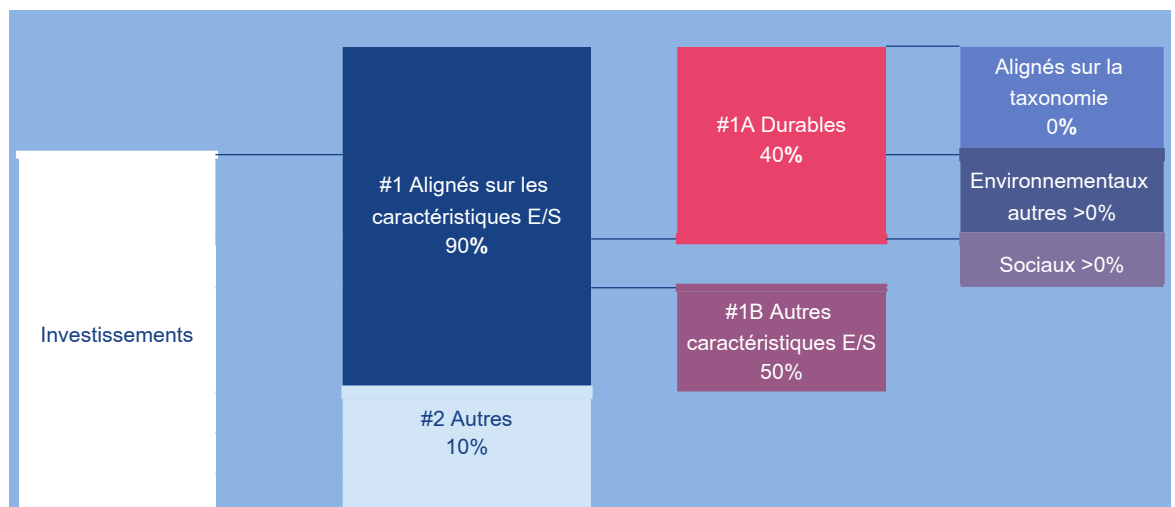 Investissements
#1 Alignés sur les
caractéristiques E/S
90%
#2 Autres
10%
#1A Durables
40%
#1B Autres
caractéristiques E/S
50%
Alignés sur la
taxonomie
0%
Environnementaux
autres >0%
Sociaux >0%